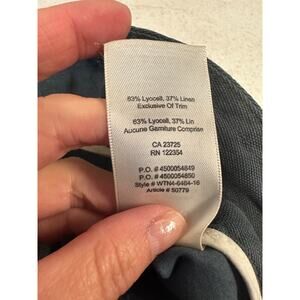 63% Lyocell, 37% Linen
Exclusive Of Trim
63% Lyocell, 37% Lin
Aucune Garniture Comprise
CA 23725
RN 122354
P.O. # 4500054849
P.O. # 4500054850
Style # WTN4-6484-16
Article # 50779